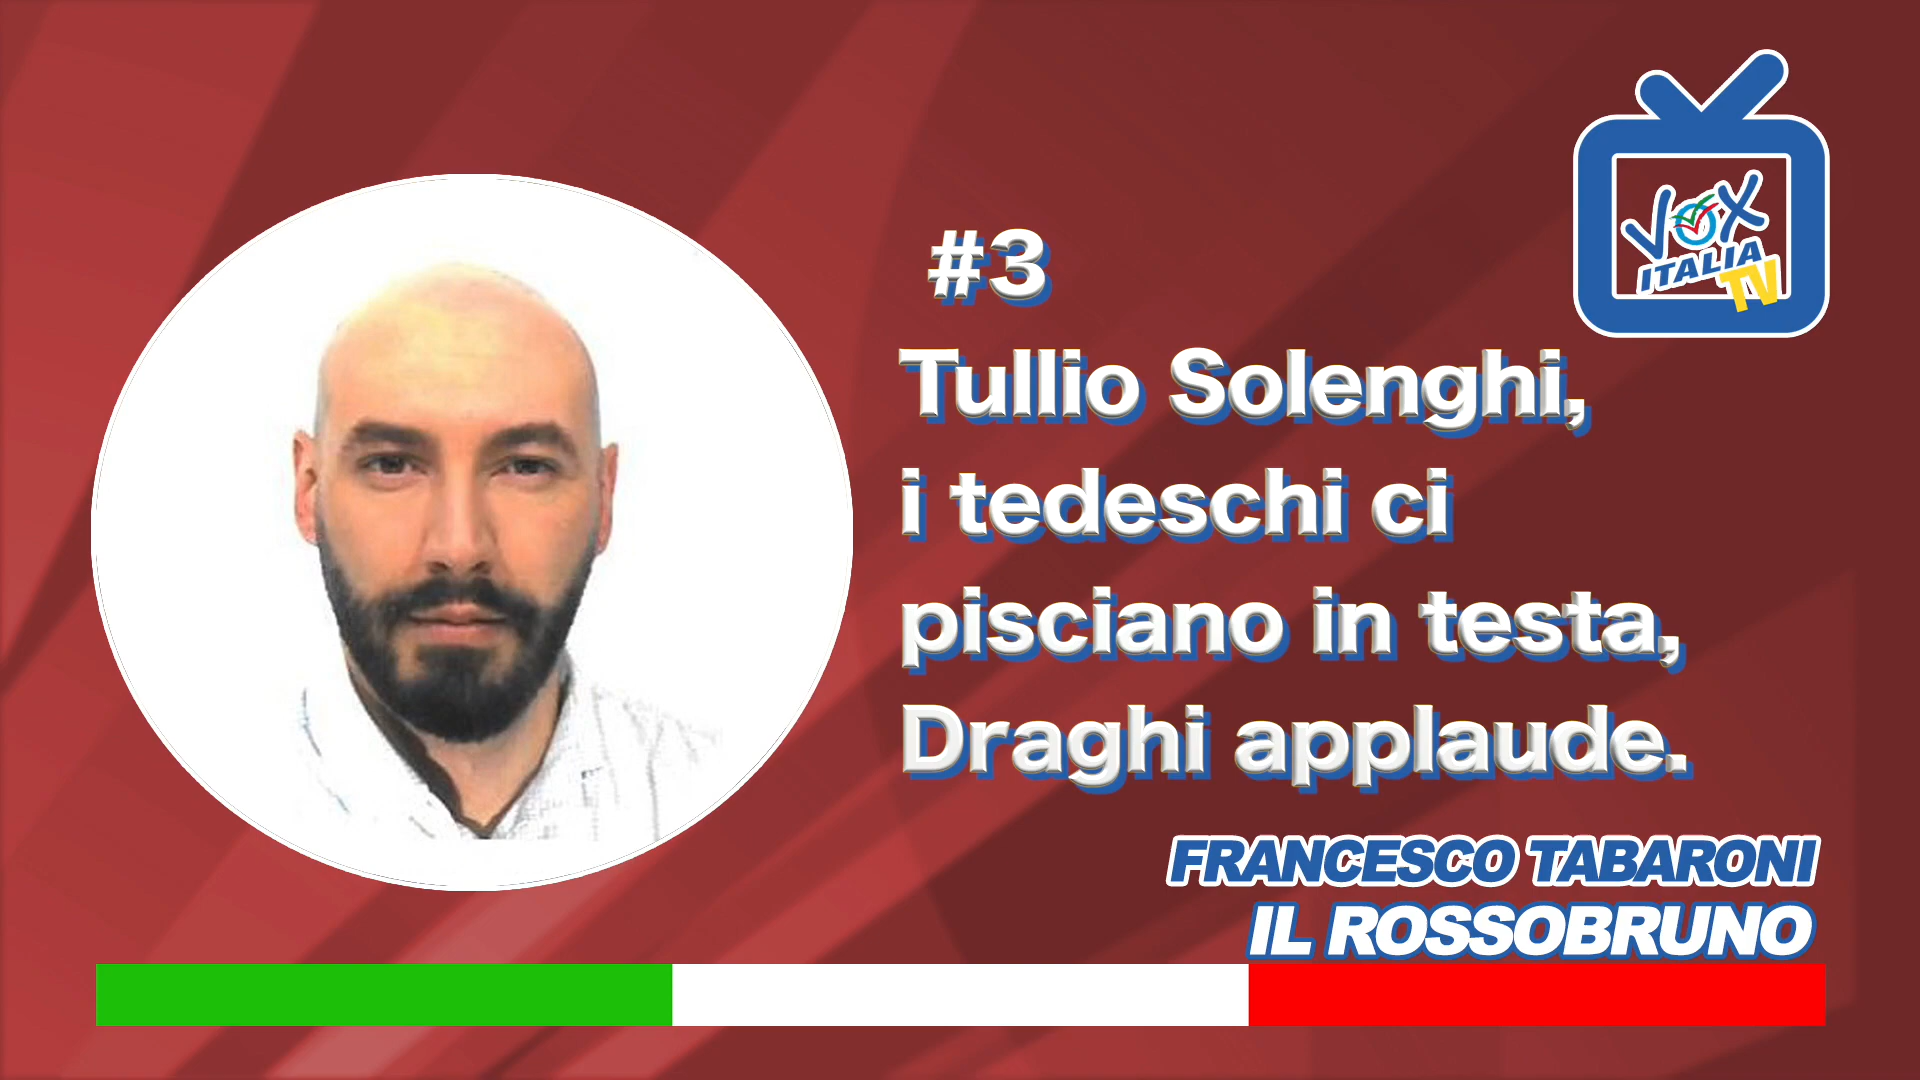 VOX
ITALIA
TV
#3
Tullio Solenghi,
i tedeschi ci
pisciano in testa,
Draghi applaude.
FRANCESCO TABARONI
IL ROSSOBRUNO